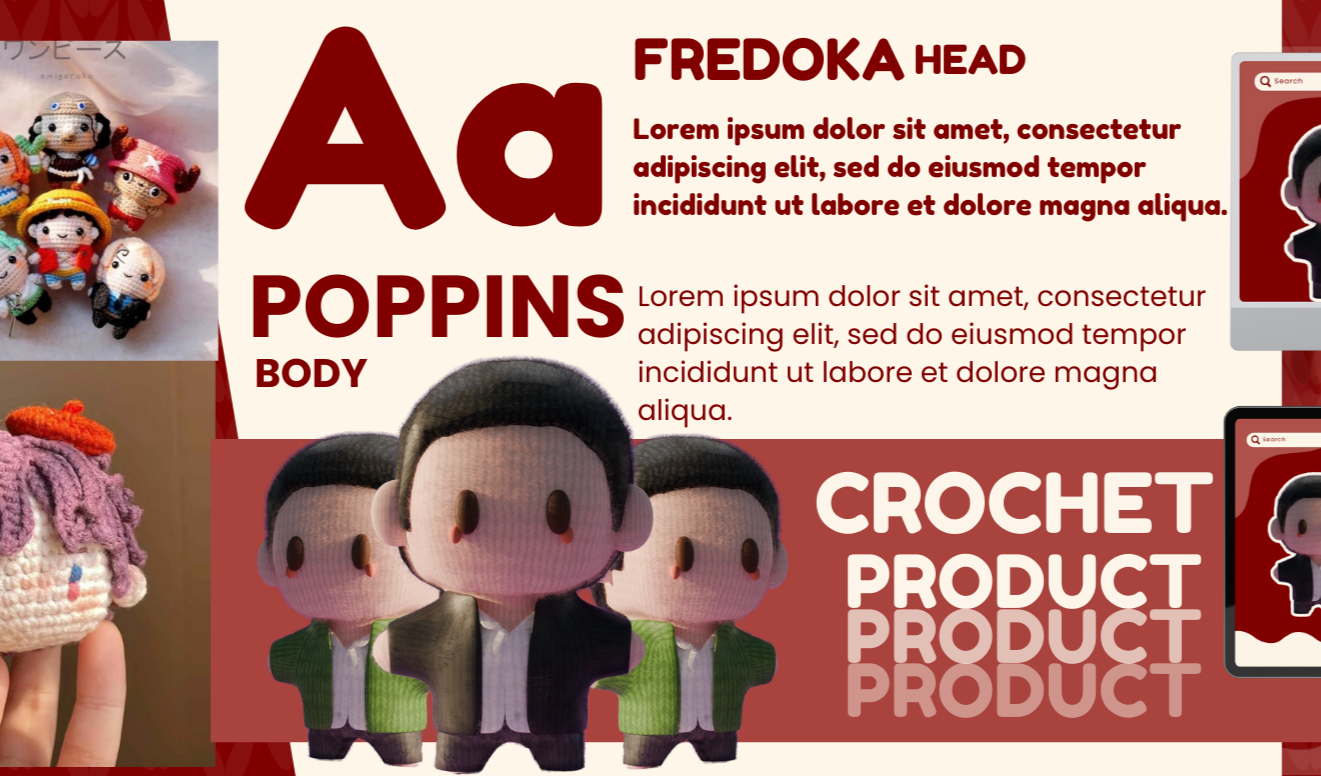 ワンピース
amiguruku
Aa
FREDOKA HEAD
Lorem ipsum dolor sit amet, consectetur
adipiscing elit, sed do eiusmod tempor
incididunt ut labore et dolore magna aliqua.
POPPINS
BODY
Lorem ipsum dolor sit amet, consectetur
adipiscing elit, sed do eiusmod tempor
incididunt ut labore et dolore magna
aliqua.
CROCHET
PRODUCT
PRODUCT
PRODUCT
Search
Search